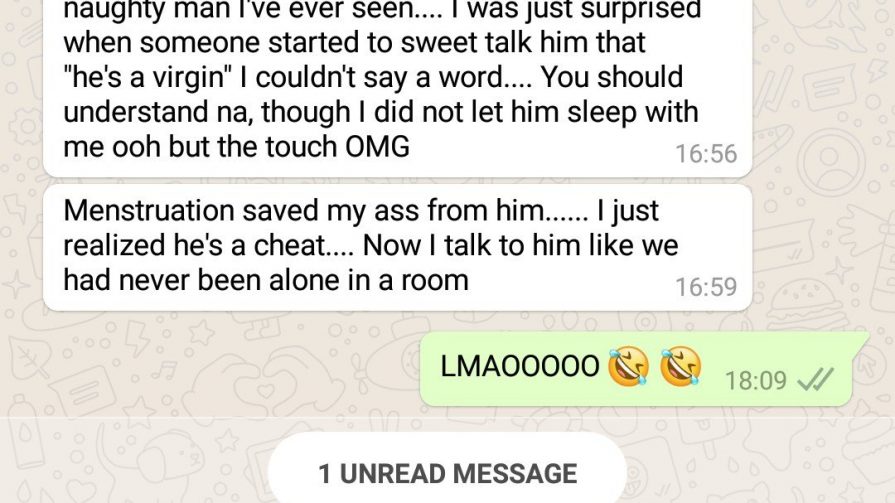 naughty man I've ever seen.... I was just surprised
when someone started to sweet talk him that
"he's a virgin" I couldn't say a word.... You should
understand na, though I did not let him sleep with
me ooh but the touch OMG
16:56
Menstruation saved my ass from him...... I just
realized he's a cheat.... Now I talk to him like we
had never been alone in a room
16:59
LMAOOOOO 🤣 🤣
18:09
1 UNREAD MESSAGE